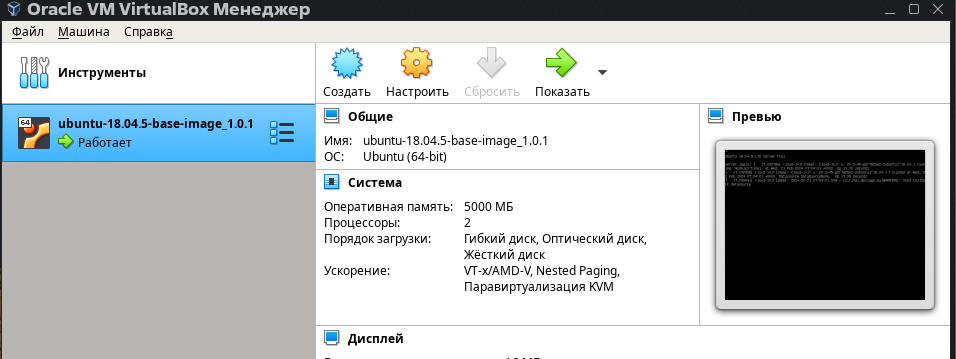 Oracle VM VirtualBox Менеджер
Файл Машина Справка
Инструменты
64
ubuntu-18.04.5-base-image_1.0.1
Работает
Создать Настроить Сбросить Показать
Общие
Имя: ubuntu-18.04.5-base-image_1.0.1
ОС: Ubuntu (64-bit)
Система
Оперативная память: 5000 МБ
Процессоры: 2
Порядок загрузки: Гибкий диск, Оптический диск,
Жёсткий диск
Ускорение: VT-x/AMD-V, Nested Paging,
Паравиртуализация KVM
Превью
Дисплей